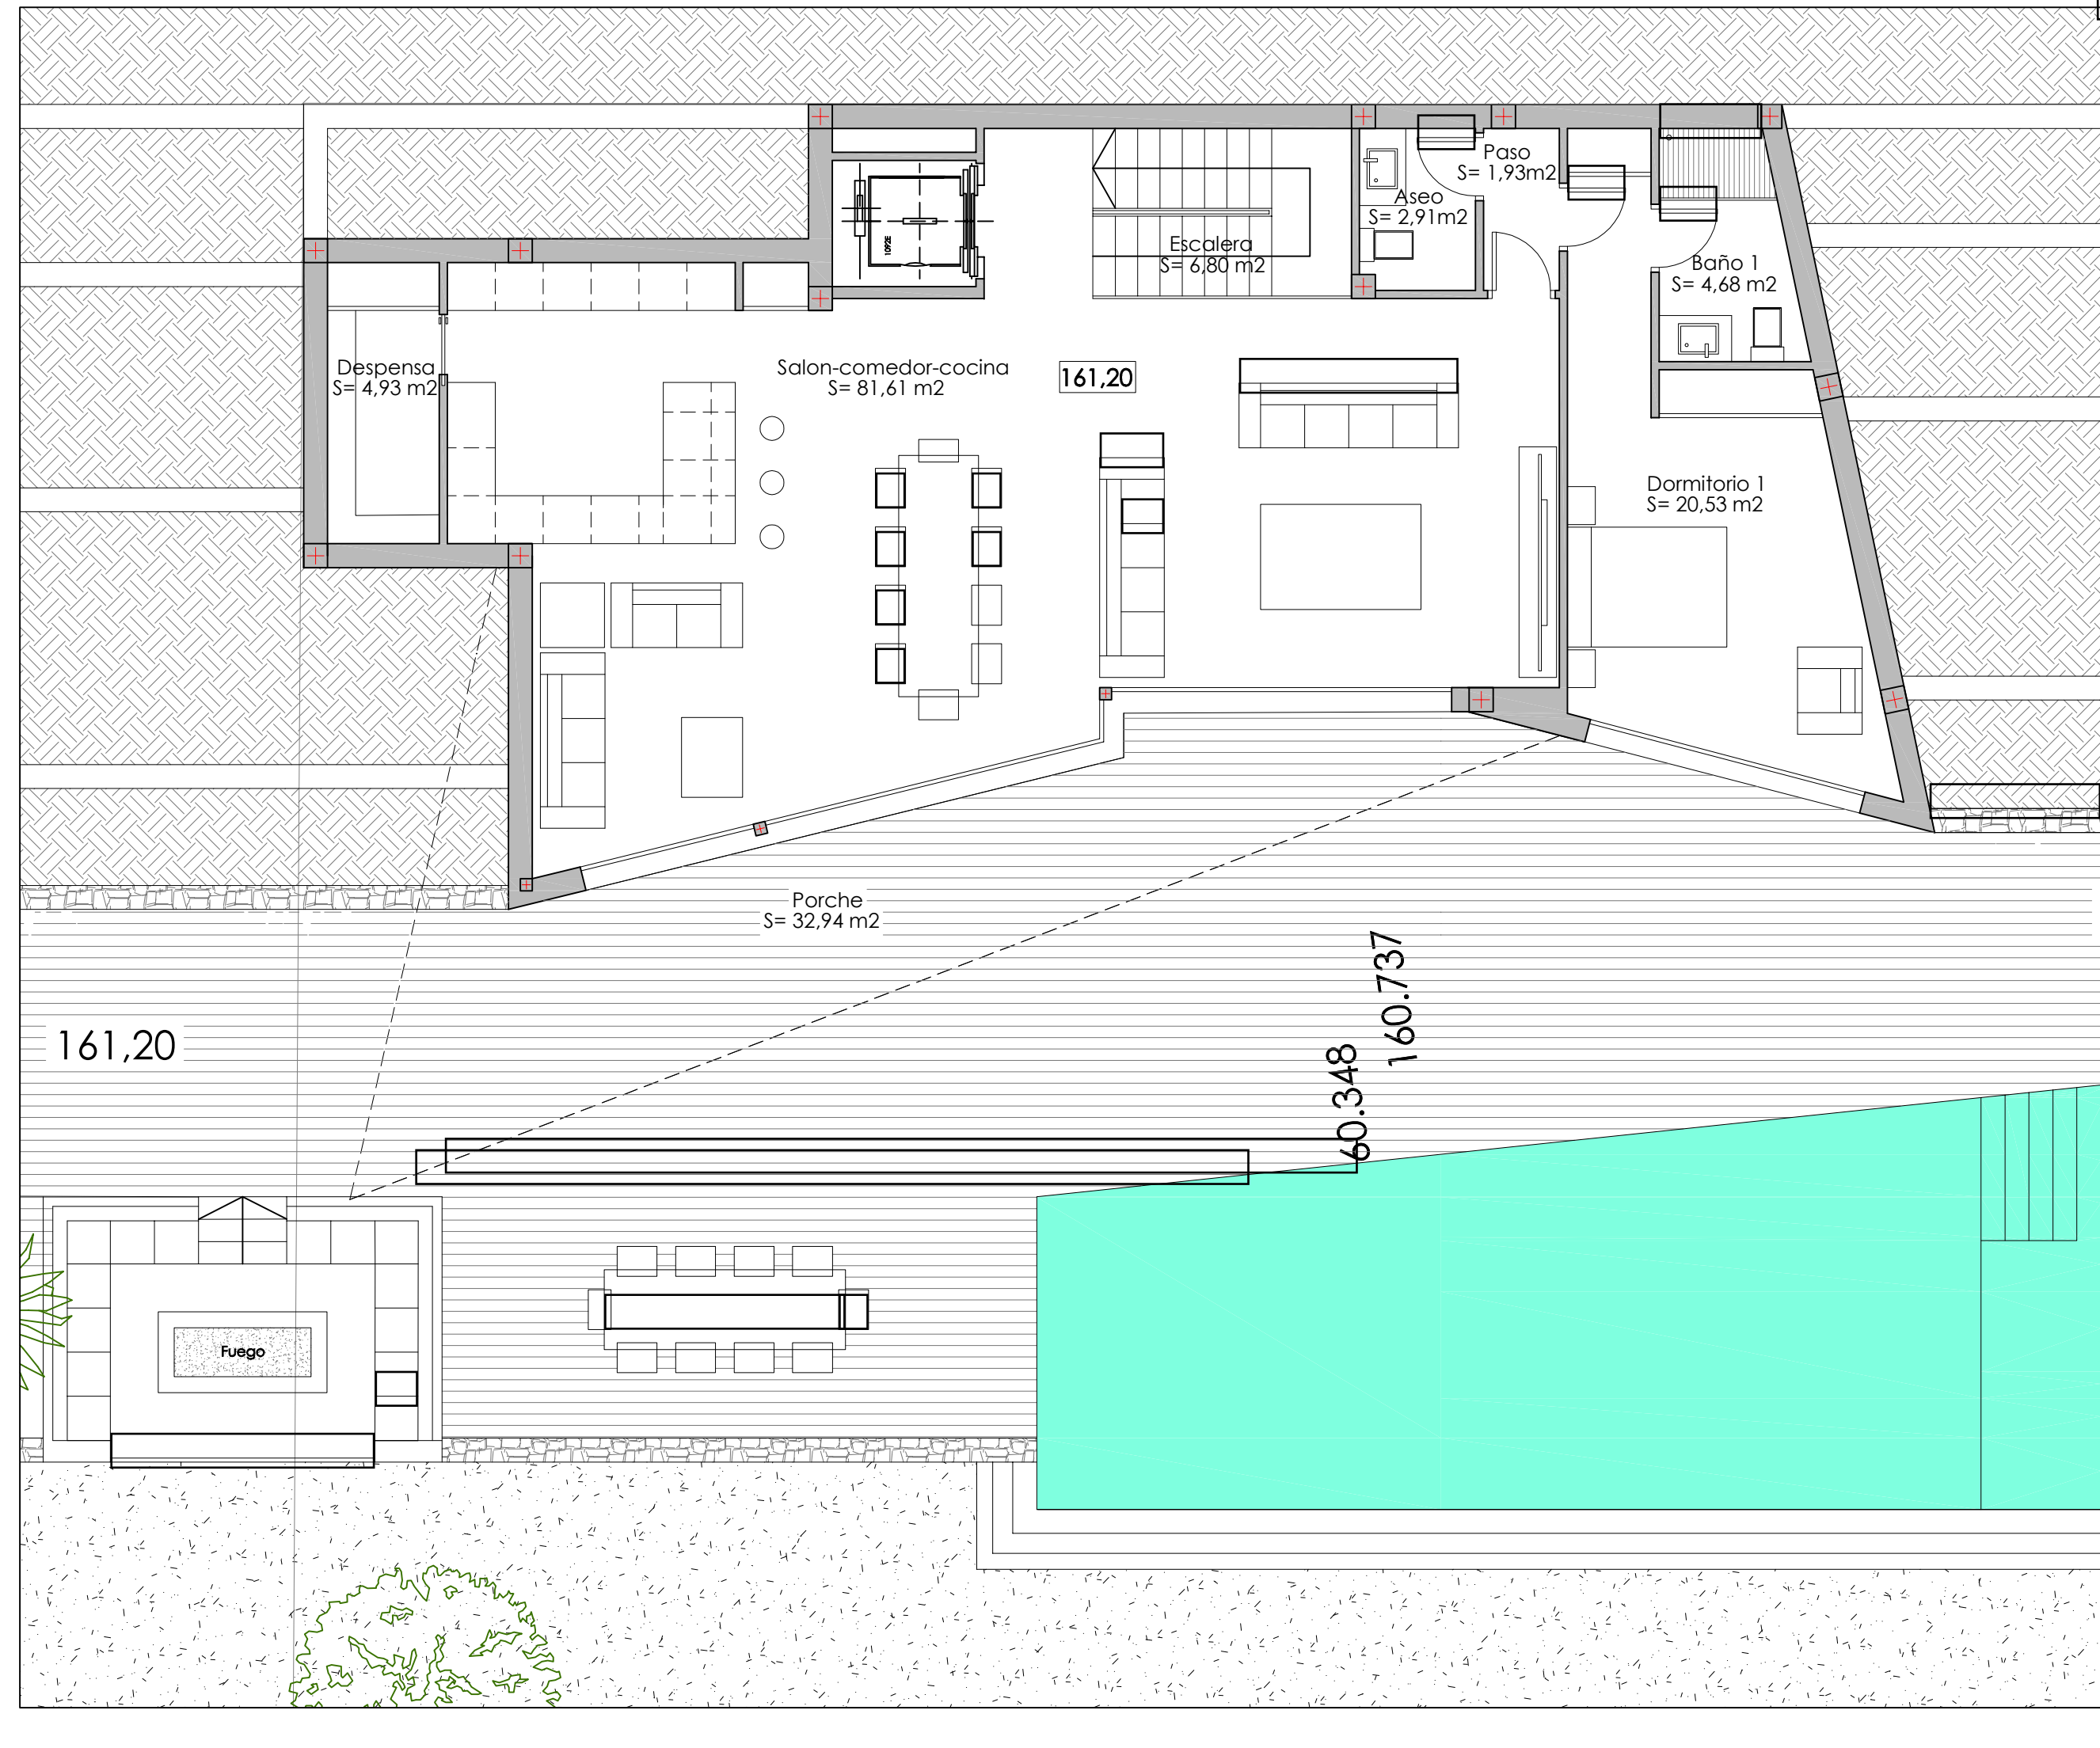 Paso
S= 1,93m2
Aseo
S= 2,91m2
Escalera
S= 6,80 m2
1092E
Baño 1
S= 4,68 m2
Despensa
S= 4,93 m2
Salon-comedor-cocina
S= 81,61 m2
161,20
Dormitorio 1
S= 20,53 m2
Porche
S= 32,94 m2
160.737
161,20
60.348
Fuego